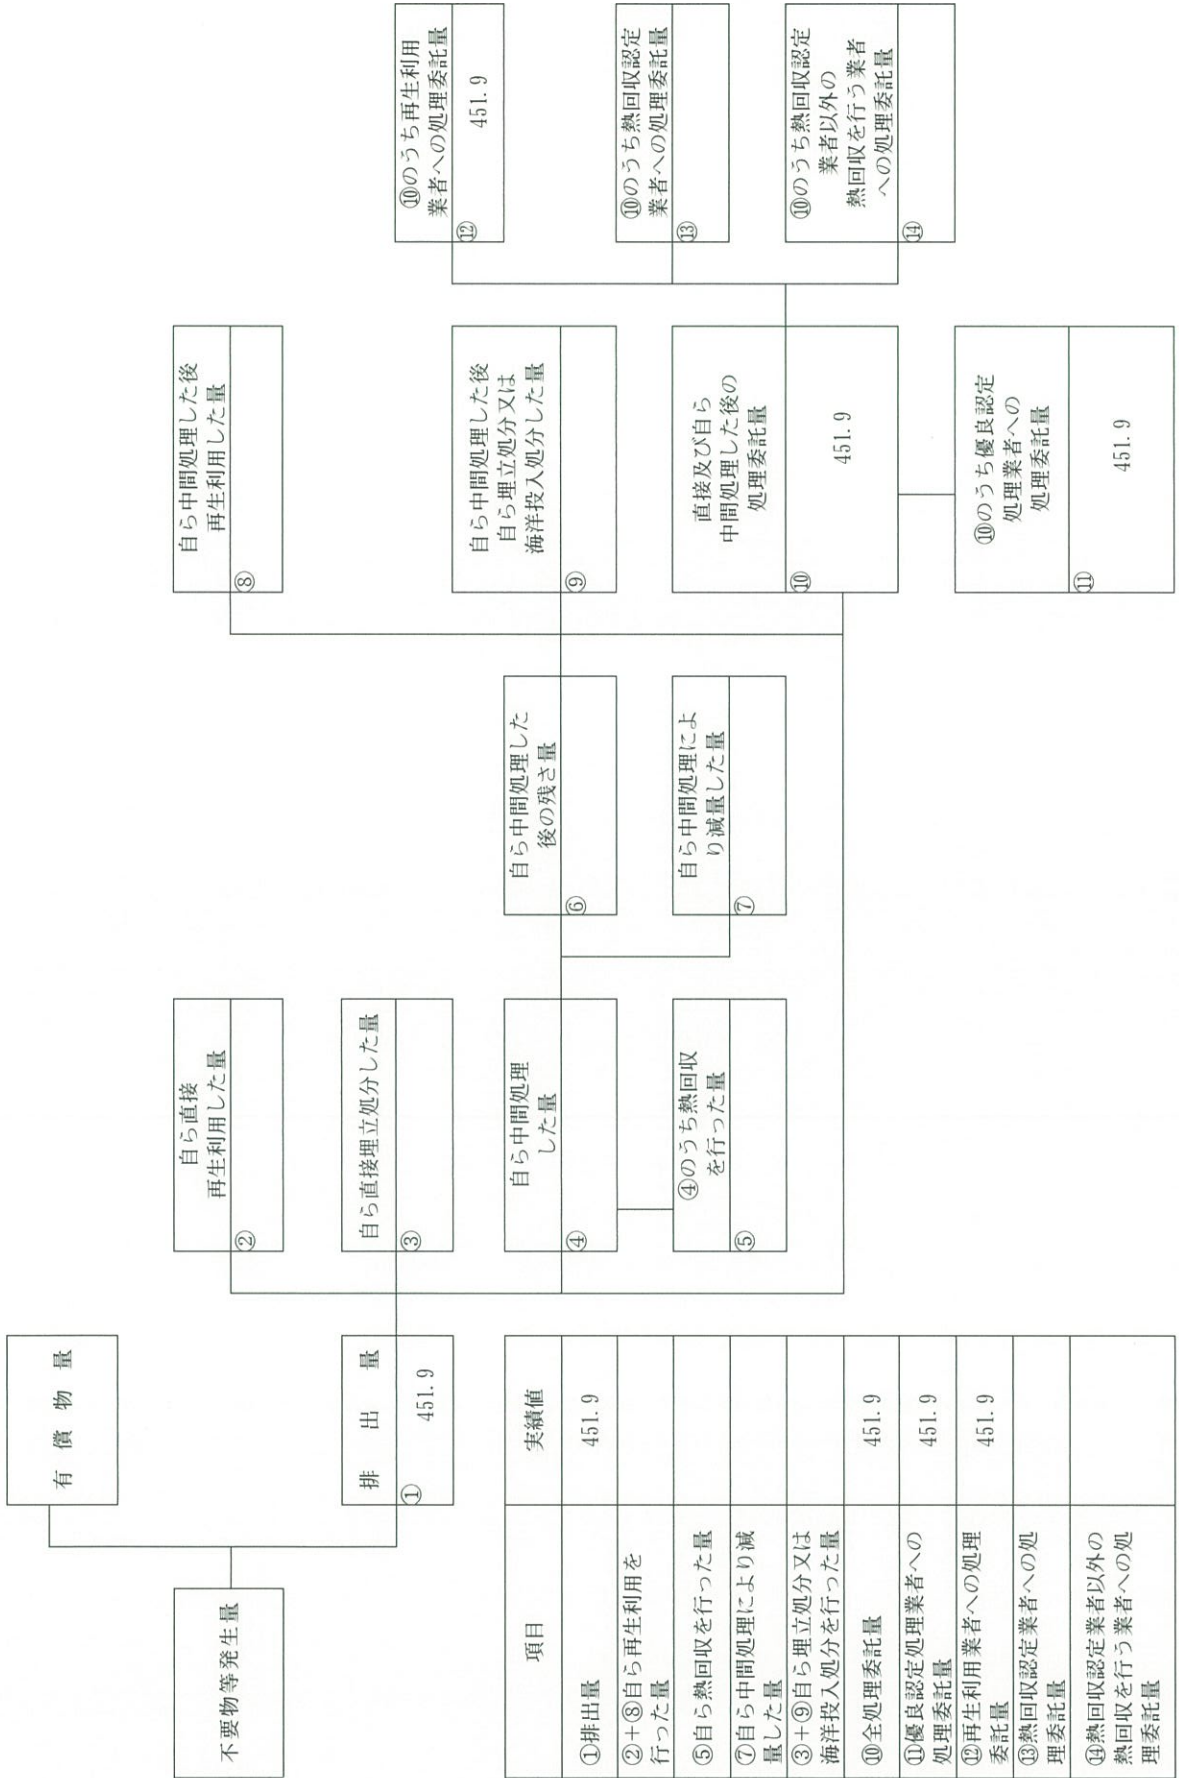 不要物等発生量
有償物量
排出量
① 451.9
自ら直接
再生利用した量
②
自ら直接埋立処分した量
③
自ら中間処理
した量
④
④のうち熱回収
を行った量
⑤
自ら中間処理した
後の残さ量
⑥
自ら中間処理によ
り減量した量
⑦
自ら中間処理した後
再生利用した量
⑧
自ら中間処理した後
自ら埋立処分又は
海洋投入処分した量
⑨
直接及び自ら
中間処理した後の
処理委託量
⑩ 451.9
⑩のうち優良認定
処理業者への
処理委託量
⑪ 451.9
⑩のうち再生利用
業者への処理委託量
⑫ 451.9
⑩のうち熱回収認定
業者への処理委託量
⑬
⑩のうち熱回収認定
業者以外の
熱回収を行う業者
への処理委託量
⑭
項目 実績値
①排出量 451.9
②+⑧自ら再生利用を
行った量
⑤自ら熱回収を行った量
⑦自ら中間処理により減
量した量
③+⑨自ら埋立処分又は
海洋投入処分を行った量
⑩全処理委託量 451.9
⑪優良認定処理業者への
処理委託量 451.9
⑫再生利用業者への処理
委託量 451.9
⑬熱回収認定業者への処
理委託量
⑭熱回収認定業者以外の
熱回収を行う業者への処
理委託量